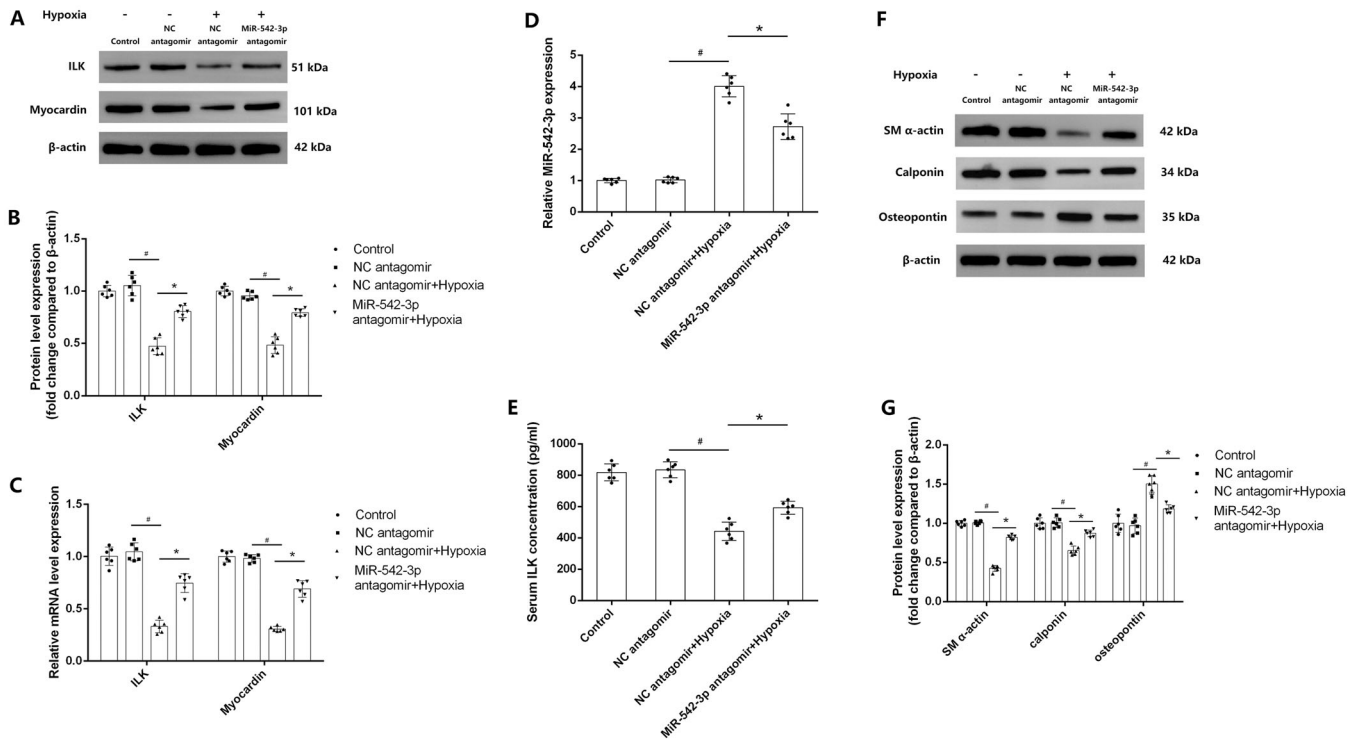 A
Hypoxia - - + +
Control NC antagomir NC antagomir MiR-542-3p antagomir
ILK 51 kDa
Myocardin 101 kDa
β-actin 42 kDa
B
Protein level expression
(fold change compared to β-actin)
1.5
1.0
0.5
0.0
# * # *
ILK Myocardin
Control
NC antagomir
NC antagomir+Hypoxia
MiR-542-3p
antagomir+Hypoxia
C
Relative mRNA level expression
1.5
1.0
0.5
0.0
# * # *
ILK Myocardin
Control
NC antagomir
NC antagomir+Hypoxia
MiR-542-3p
antagomir+Hypoxia
D
Relative MiR-542-3p expression
5
4
3
2
1
0
# *
Control
NC antagomir
NC antagomir+Hypoxia
MiR-542-3p antagomir+Hypoxia
E
Serum ILK concentration (pg/ml)
1000
800
600
400
200
0
# *
Control
NC antagomir
NC antagomir+Hypoxia
MiR-542-3p antagomir+Hypoxia
F
Hypoxia - - + +
Control NC antagomir NC antagomir MiR-542-3p antagomir
SM α-actin 42 kDa
Calponin 34 kDa
Osteopontin 35 kDa
β-actin 42 kDa
G
Protein level expression
(fold change compared to β-actin)
2.0
1.5
1.0
0.5
0.0
# * # * # *
SM α-actin calponin osteopontin
Control
NC antagomir
NC antagomir+Hypoxia
MiR-542-3p
antagomir+Hypoxia